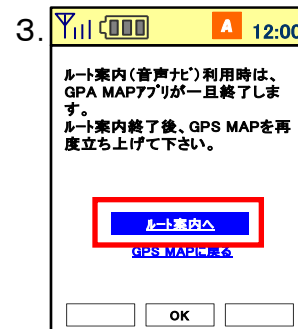 3.
A 12:00
ルート案内（音声ナビ）利用時は、
GPA MAPアプリが一旦終了しま
す。
ルート案内終了後、GPS MAPを再
度立ち上げて下さい。
ルート案内へ
GPS MAPに戻る
OK